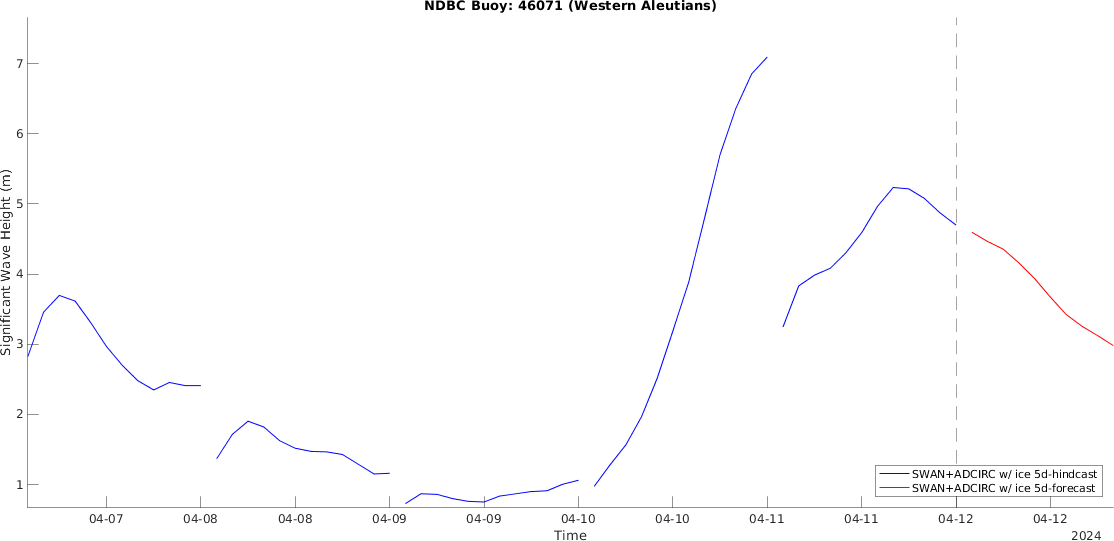 NDBC Buoy: 46071 (Western Aleutians)
Significant Wave Height (m)
7
6
5
4
3
2
1
SWAN+ADCIRC w/ ice 5d-hindcast
SWAN+ADCIRC w/ ice 5d-forecast
04-07 04-08 04-08 04-09 04-09 04-10 04-10 04-11 04-11 04-12 04-12
Time
2024